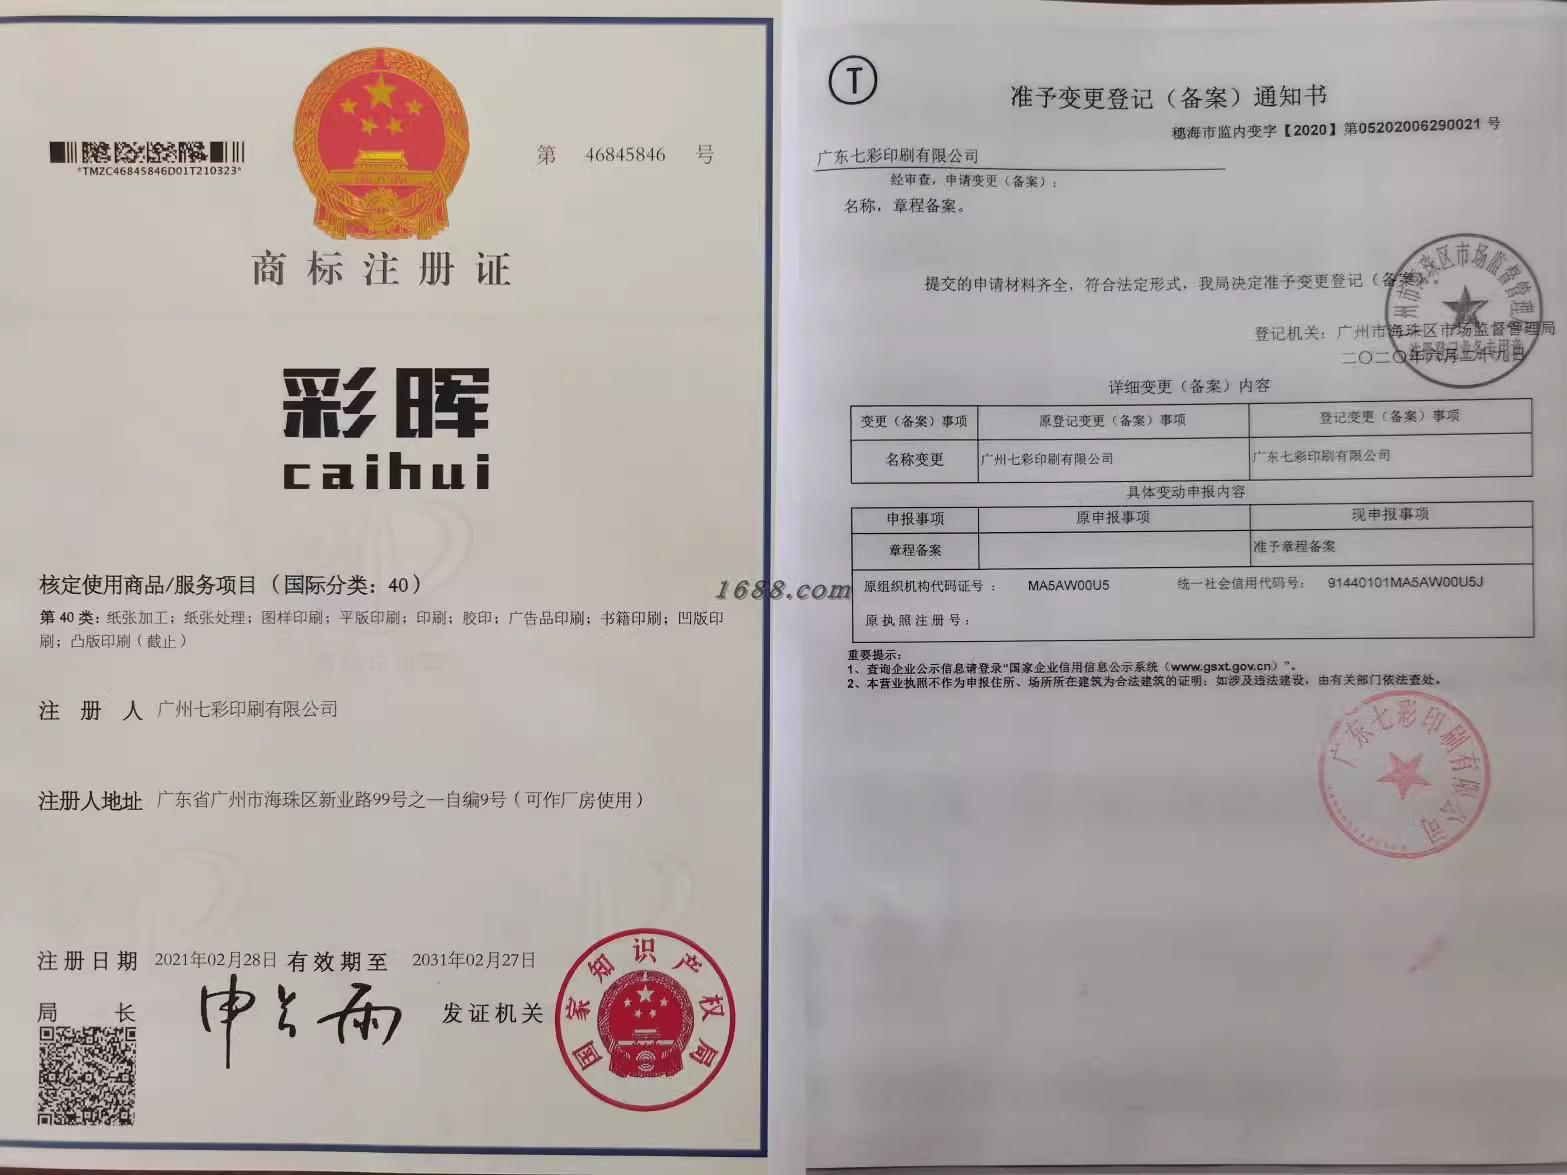 *TMZC46845846D01T210323*
第 46845846 号
商标注册证
彩晖
caihui
核定使用商品/服务项目（国际分类：40）
第 40 类：纸张加工；纸张处理；图样印刷；平版印刷；印刷；胶印；广告品印刷；书籍印刷；凹版印
刷；凸版印刷（截止）
注册人 广州七彩印刷有限公司
注册人地址 广东省广州市海珠区新业路99号之一自编9号（可作厂房使用）
注册日期 2021年02月28日 有效期至 2031年02月27日
局长 申长雨 发证机关
国家知识产权局
1688.com
T
准予变更登记（备案）通知书
穗海市监内变字【2020】第05202006290021 号
广东七彩印刷有限公司
经审查，申请变更（备案）：
名称，章程备案。
提交的申请材料齐全，符合法定形式，我局决定准予变更登记（备案）。
登记机关：广州市海珠区市场监督管理局
二〇二〇年六月二十九日
详细变更（备案）内容
变更（备案）事项 原登记变更（备案）事项 登记变更（备案）事项
名称变更 广州七彩印刷有限公司 广东七彩印刷有限公司
具体变动申报内容
申报事项 原申报事项 现申报事项
章程备案 准予章程备案
原组织机构代码证号： MA5AW00U5 统一社会信用代码号： 91440101MA5AW00U5J
原执照注册号：
重要提示：
1、查询企业公示信息请登录“国家企业信用信息公示系统（www.gsxt.gov.cn）”。
2、本营业执照不作为申报住所、场所所在建筑为合法建筑的证明；如涉及违法建设，由有关部门依法查处。
广东七彩印刷有限公司